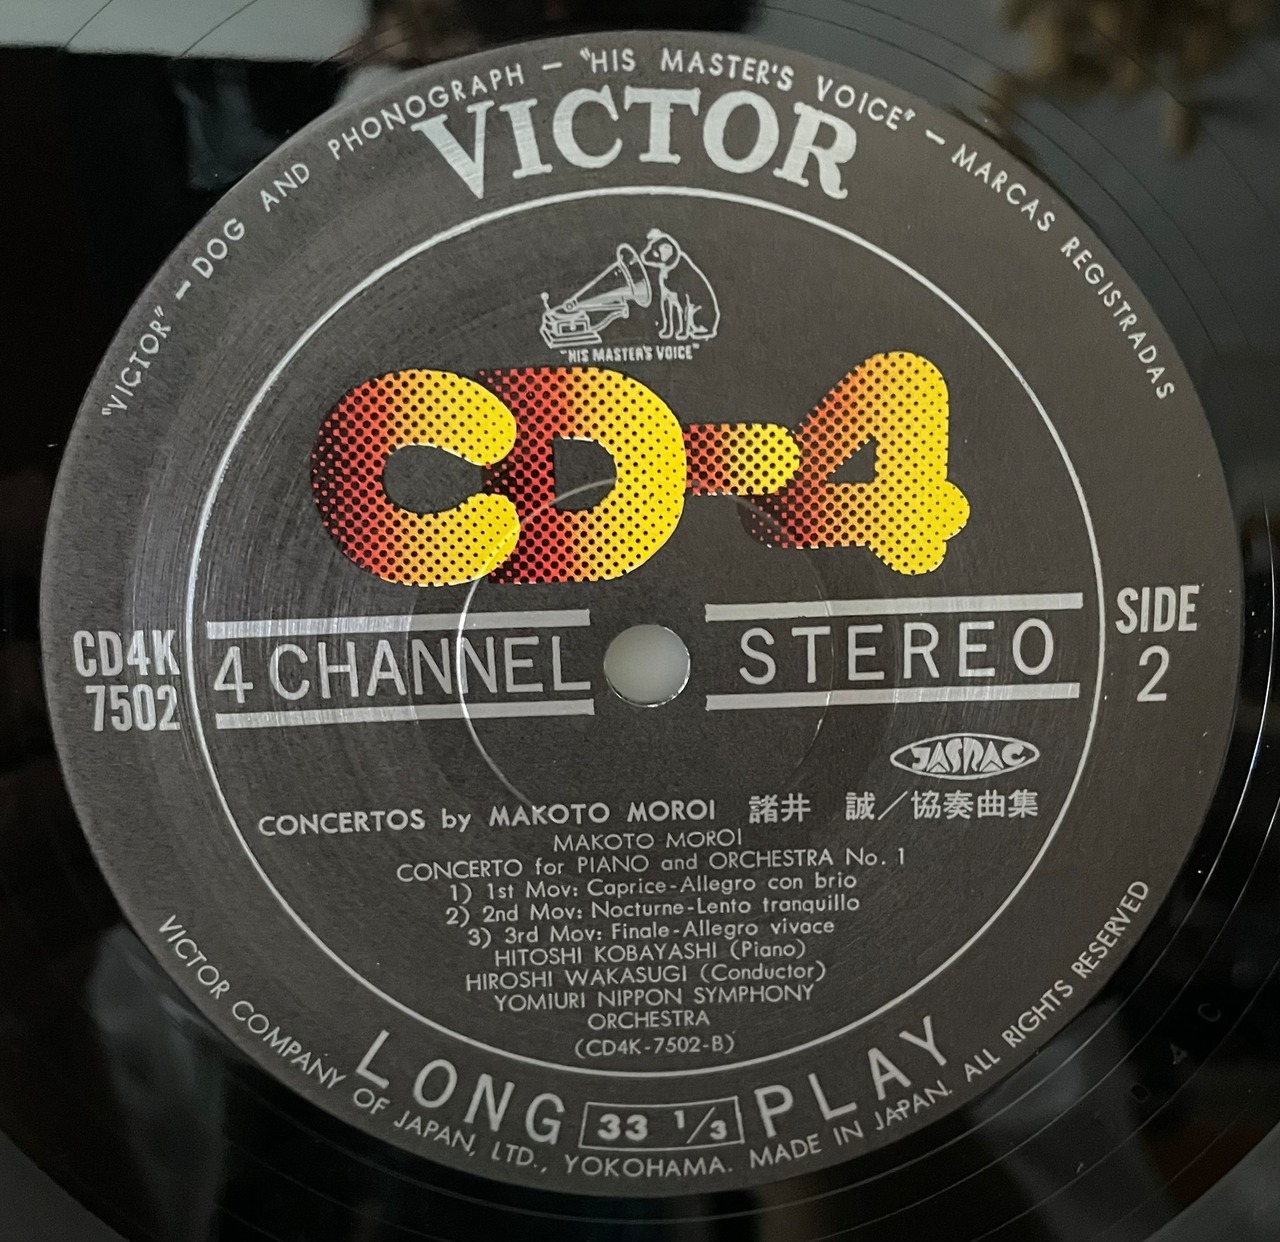 "VICTOR" – DOG AND PHONOGRAPH – "HIS MASTER'S VOICE" – MARCAS REGISTRADAS
VICTOR
"HIS MASTER'S VOICE"
CD-4
CD4K
7502
4 CHANNEL STEREO
SIDE
2
JASRAC
CONCERTOS by MAKOTO MOROI 諸井 誠/協奏曲集
MAKOTO MOROI
CONCERTO for PIANO and ORCHESTRA No. 1
1) 1st Mov: Caprice-Allegro con brio
2) 2nd Mov: Nocturne-Lento tranquillo
3) 3rd Mov: Finale-Allegro vivace
HITOSHI KOBAYASHI (Piano)
HIROSHI WAKASUGI (Conductor)
YOMIURI NIPPON SYMPHONY
ORCHESTRA
(CD4K-7502-B)
LONG 33 1/3 PLAY
VICTOR COMPANY OF JAPAN, LTD., YOKOHAMA. MADE IN JAPAN. ALL RIGHTS RESERVED